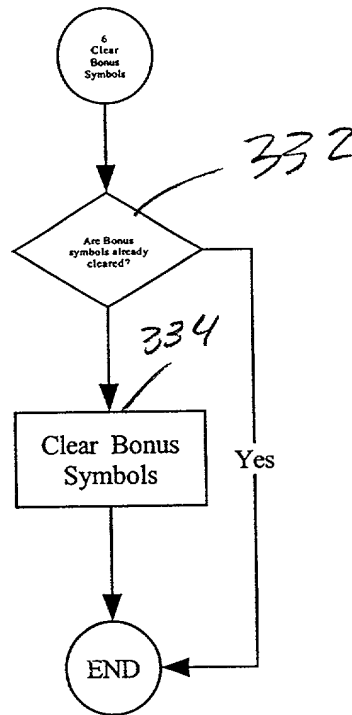 6
Clear
Bonus
Symbols
332
Are Bonus
symbols already
cleared?
334
Clear Bonus
Symbols
Yes
END